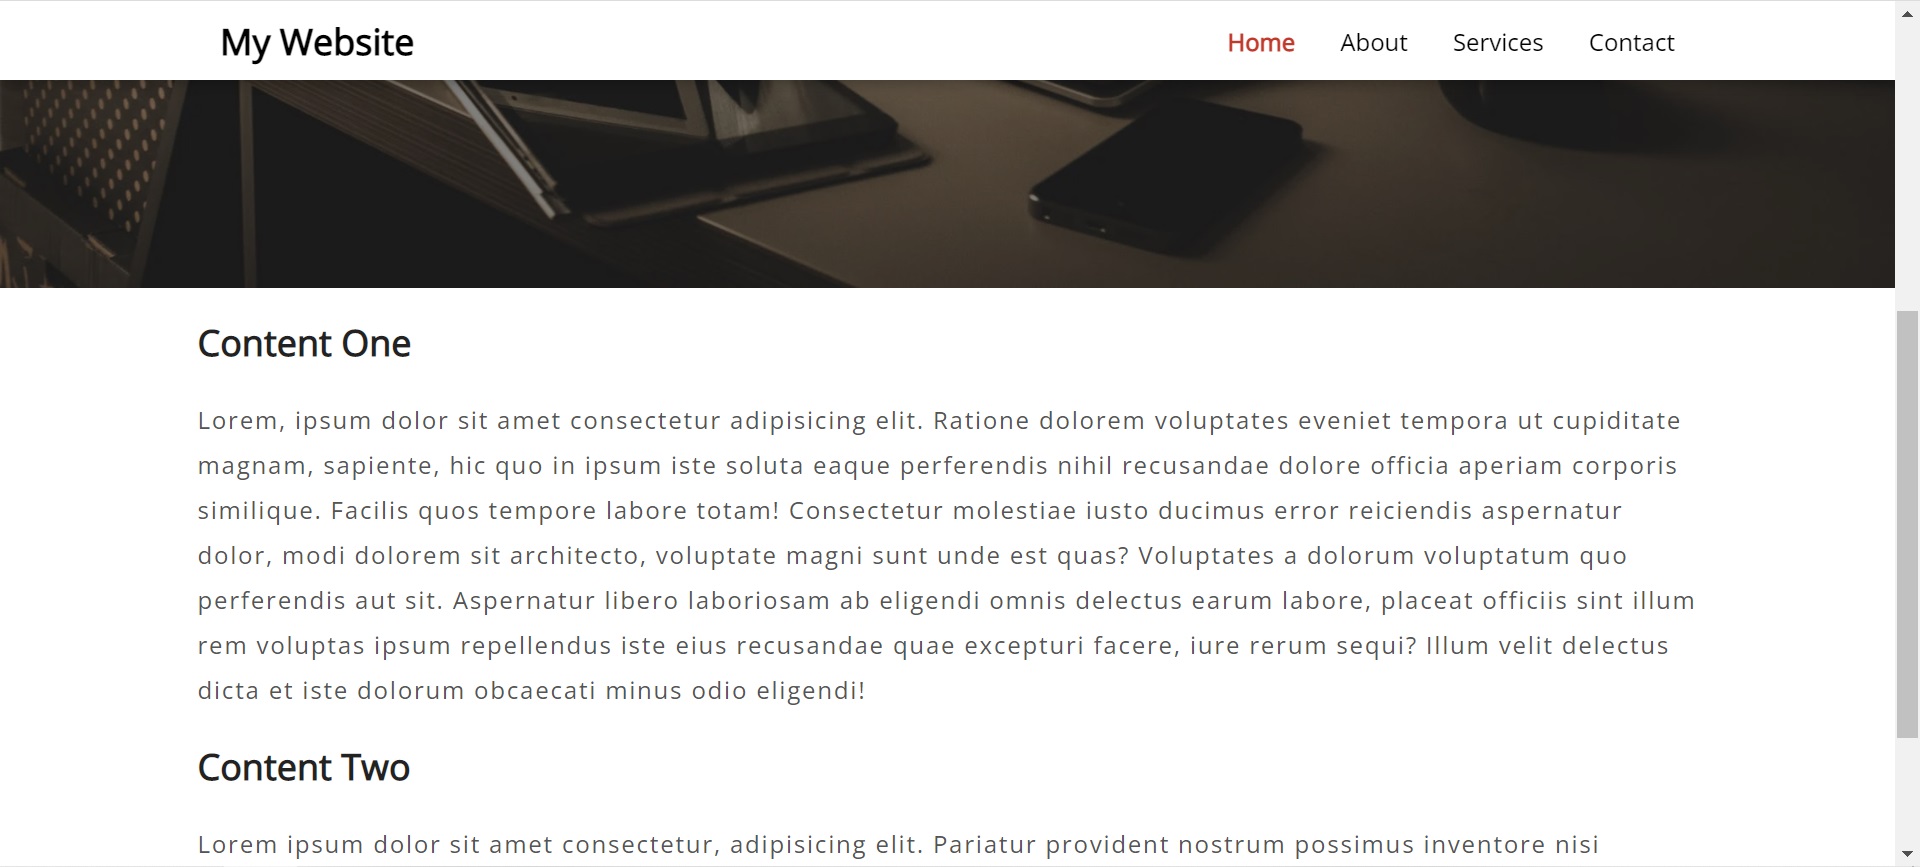 My Website
Home About Services Contact
Content One
Lorem, ipsum dolor sit amet consectetur adipisicing elit. Ratione dolorem voluptates eveniet tempora ut cupiditate
magnam, sapiente, hic quo in ipsum iste soluta eaque perferendis nihil recusandae dolore officia aperiam corporis
similique. Facilis quos tempore labore totam! Consectetur molestiae iusto ducimus error reiciendis aspernatur
dolor, modi dolorem sit architecto, voluptate magni sunt unde est quas? Voluptates a dolorum voluptatum quo
perferendis aut sit. Aspernatur libero laboriosam ab eligendi omnis delectus earum labore, placeat officiis sint illum
rem voluptas ipsum repellendus iste eius recusandae quae excepturi facere, iure rerum sequi? Illum velit delectus
dicta et iste dolorum obcaecati minus odio eligendi!
Content Two
Lorem ipsum dolor sit amet consectetur, adipisicing elit. Pariatur provident nostrum possimus inventore nisi